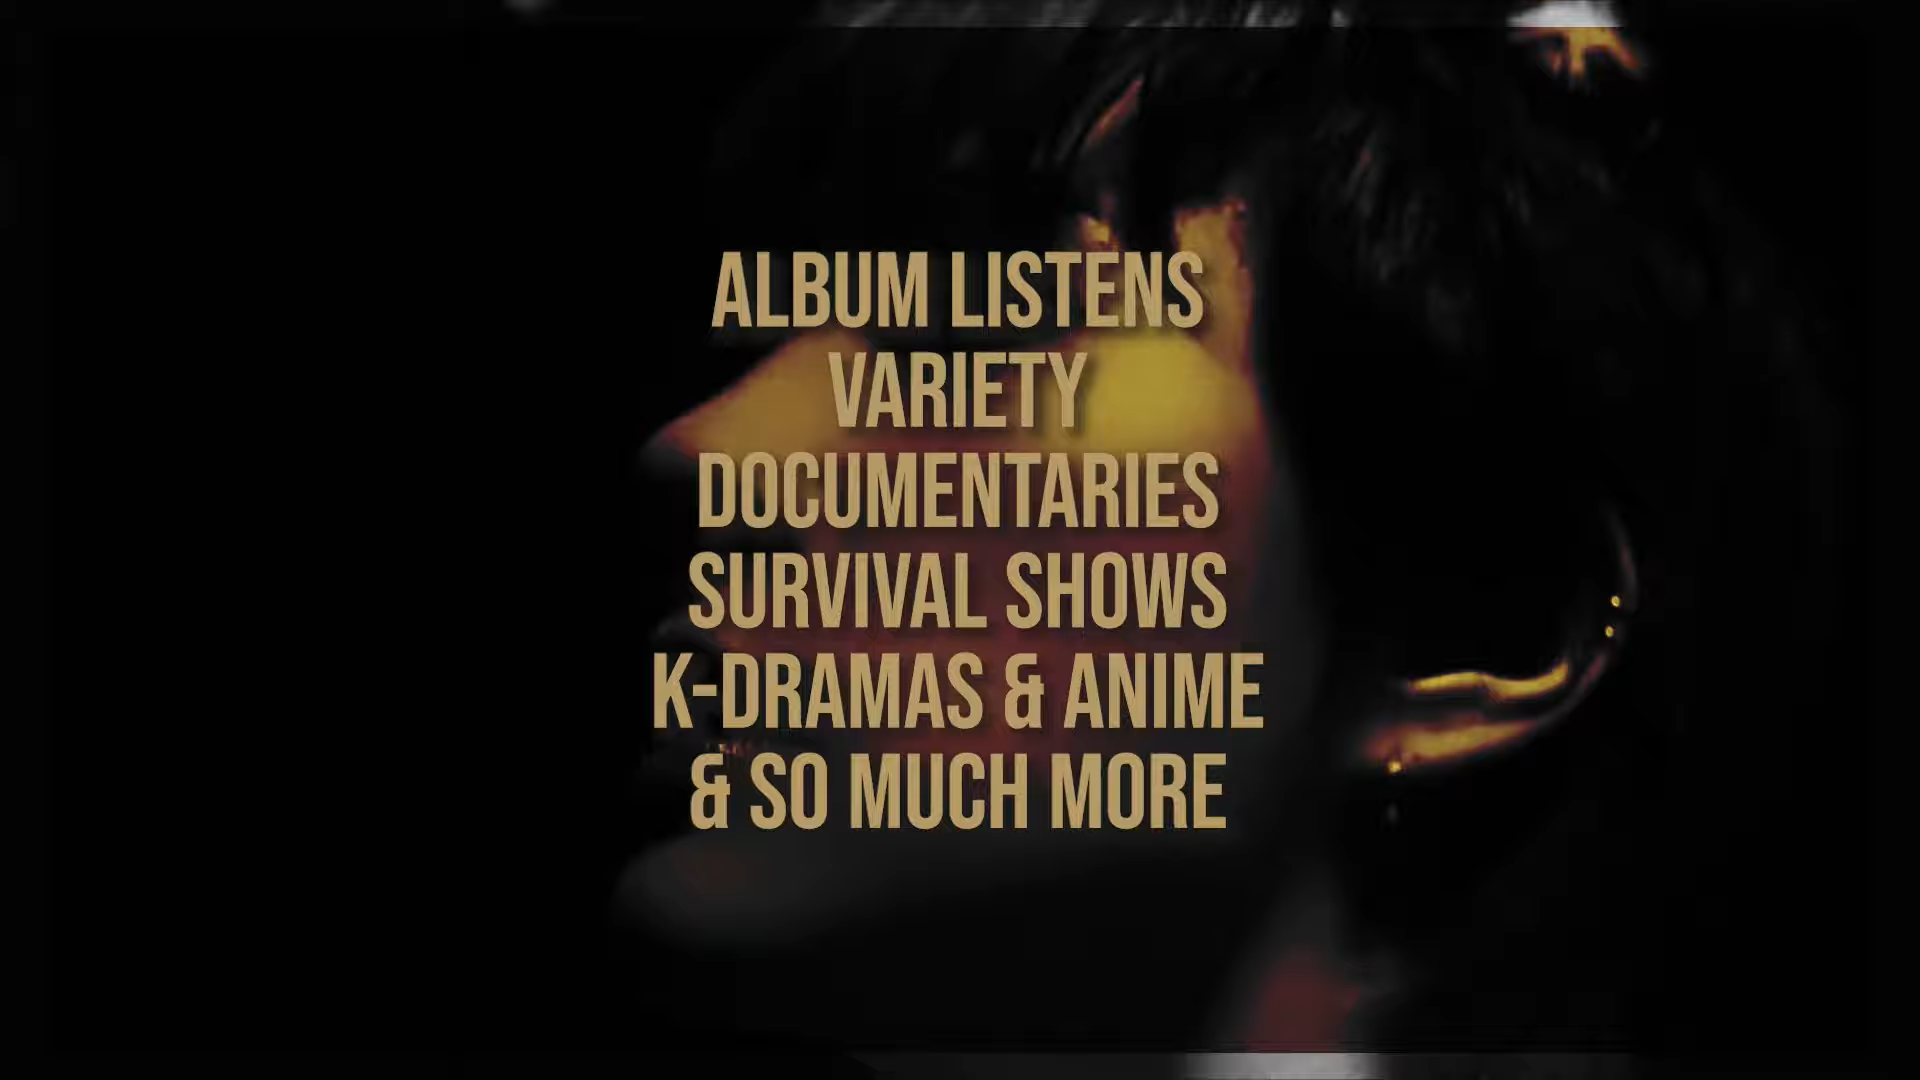 ALBUM LISTENS
VARIETY
DOCUMENTARIES
SURVIVAL SHOWS
K-DRAMAS & ANIME
& SO MUCH MORE